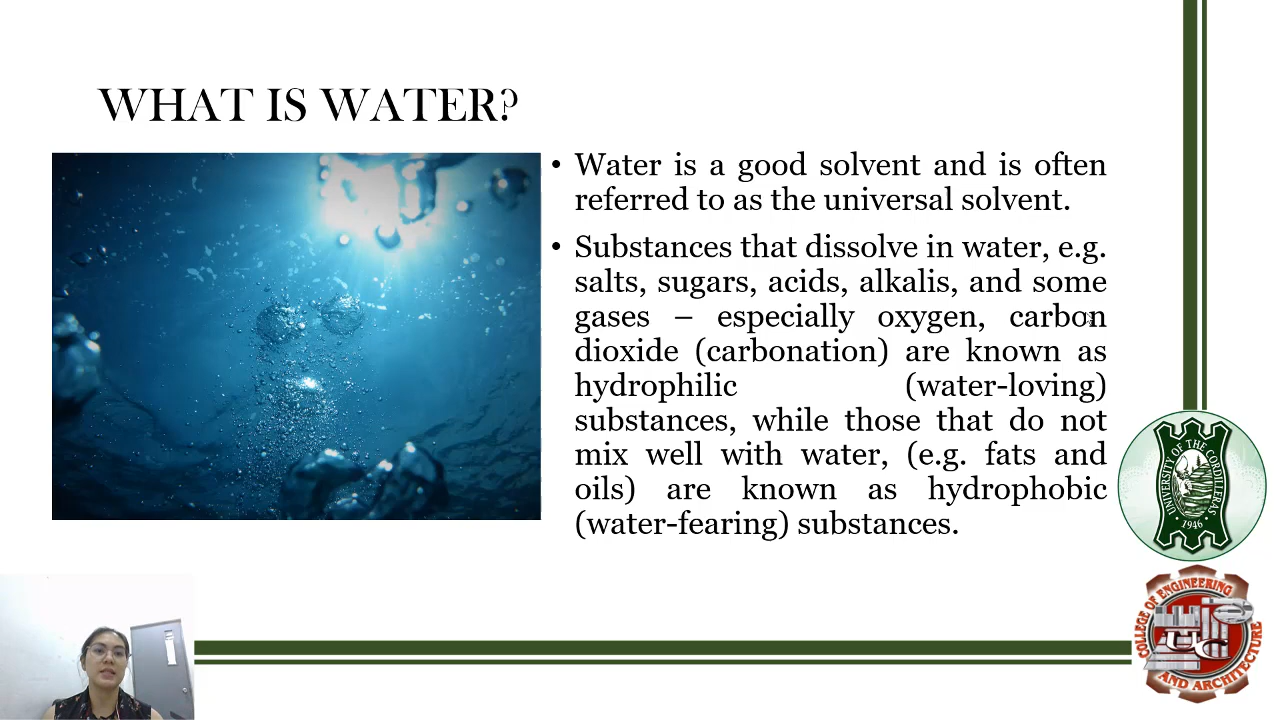 WHAT IS WATER?
• Water is a good solvent and is often
referred to as the universal solvent.
• Substances that dissolve in water, e.g.
salts, sugars, acids, alkalis, and some
gases – especially oxygen, carbon
dioxide (carbonation) are known as
hydrophilic (water-loving)
substances, while those that do not
mix well with water, (e.g. fats and
oils) are known as hydrophobic
(water-fearing) substances.
UNIVERSITY OF THE CORDILLERAS
• 1946 •
COLLEGE OF ENGINEERING
UC
AND ARCHITECTURE